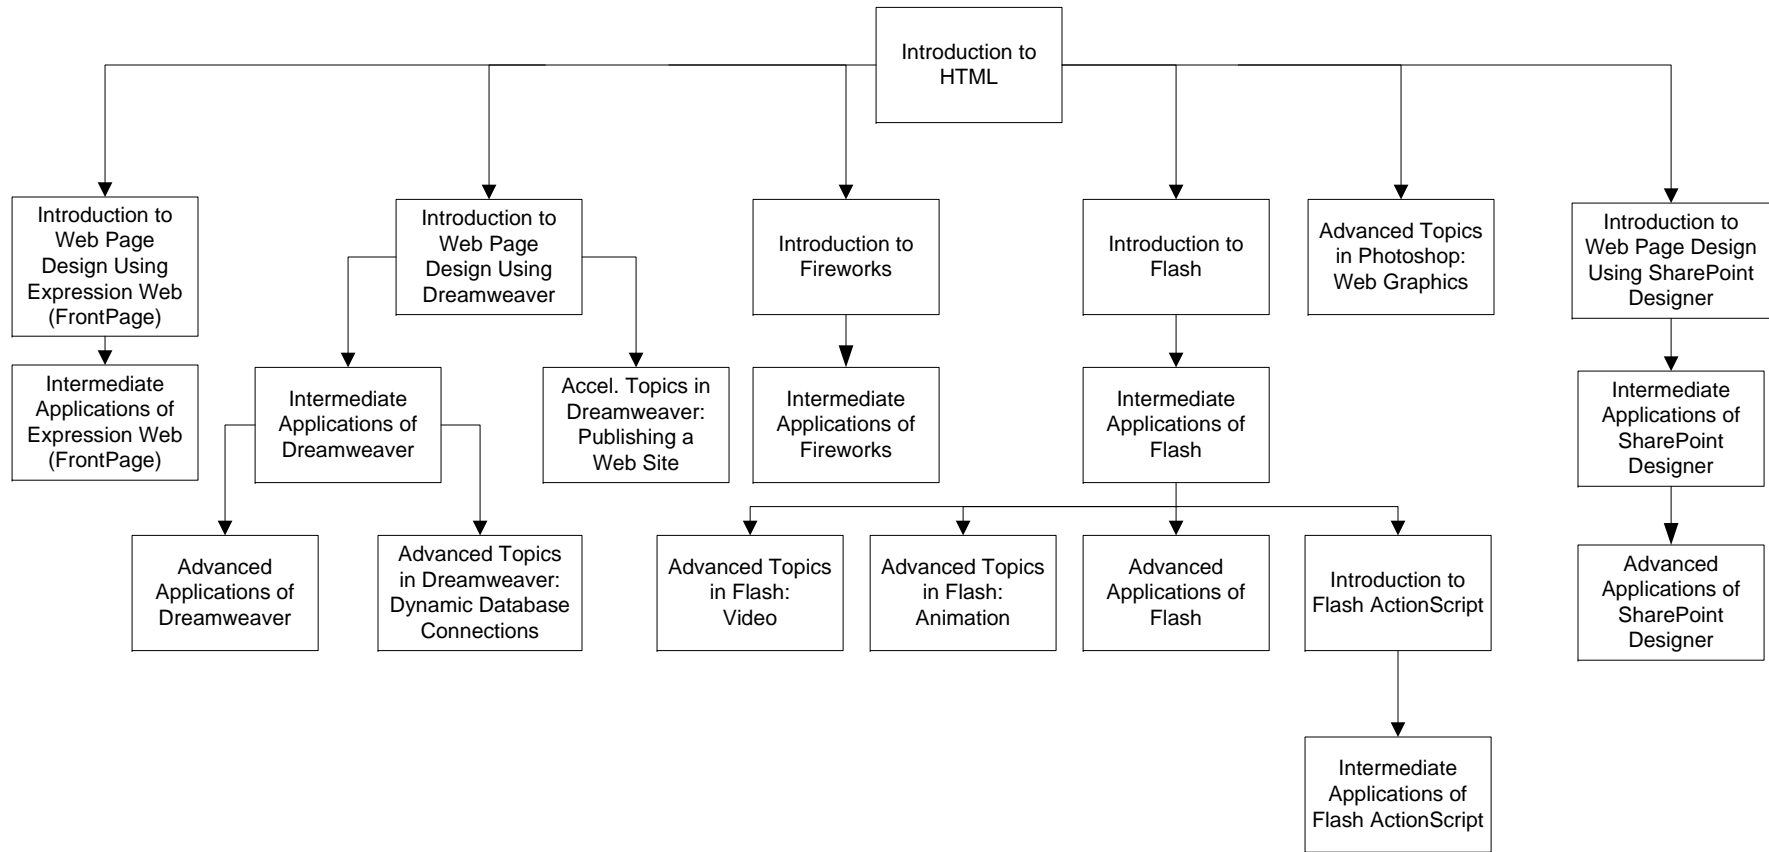 Introduction to
HTML
Introduction to
Web Page
Design Using
Expression Web
(FrontPage)
Introduction to
Web Page
Design Using
Dreamweaver
Introduction to
Fireworks
Introduction to
Flash
Advanced Topics
in Photoshop:
Web Graphics
Introduction to
Web Page Design
Using SharePoint
Designer
Intermediate
Applications of
Expression Web
(FrontPage)
Intermediate
Applications of
Dreamweaver
Accel. Topics in
Dreamweaver:
Publishing a
Web Site
Intermediate
Applications of
Fireworks
Intermediate
Applications of
Flash
Intermediate
Applications of
SharePoint
Designer
Advanced
Applications of
Dreamweaver
Advanced Topics
in Dreamweaver:
Dynamic Database
Connections
Advanced Topics
in Flash:
Video
Advanced Topics
in Flash:
Animation
Advanced
Applications of
Flash
Introduction to
Flash ActionScript
Advanced
Applications of
SharePoint
Designer
Intermediate
Applications of
Flash ActionScript